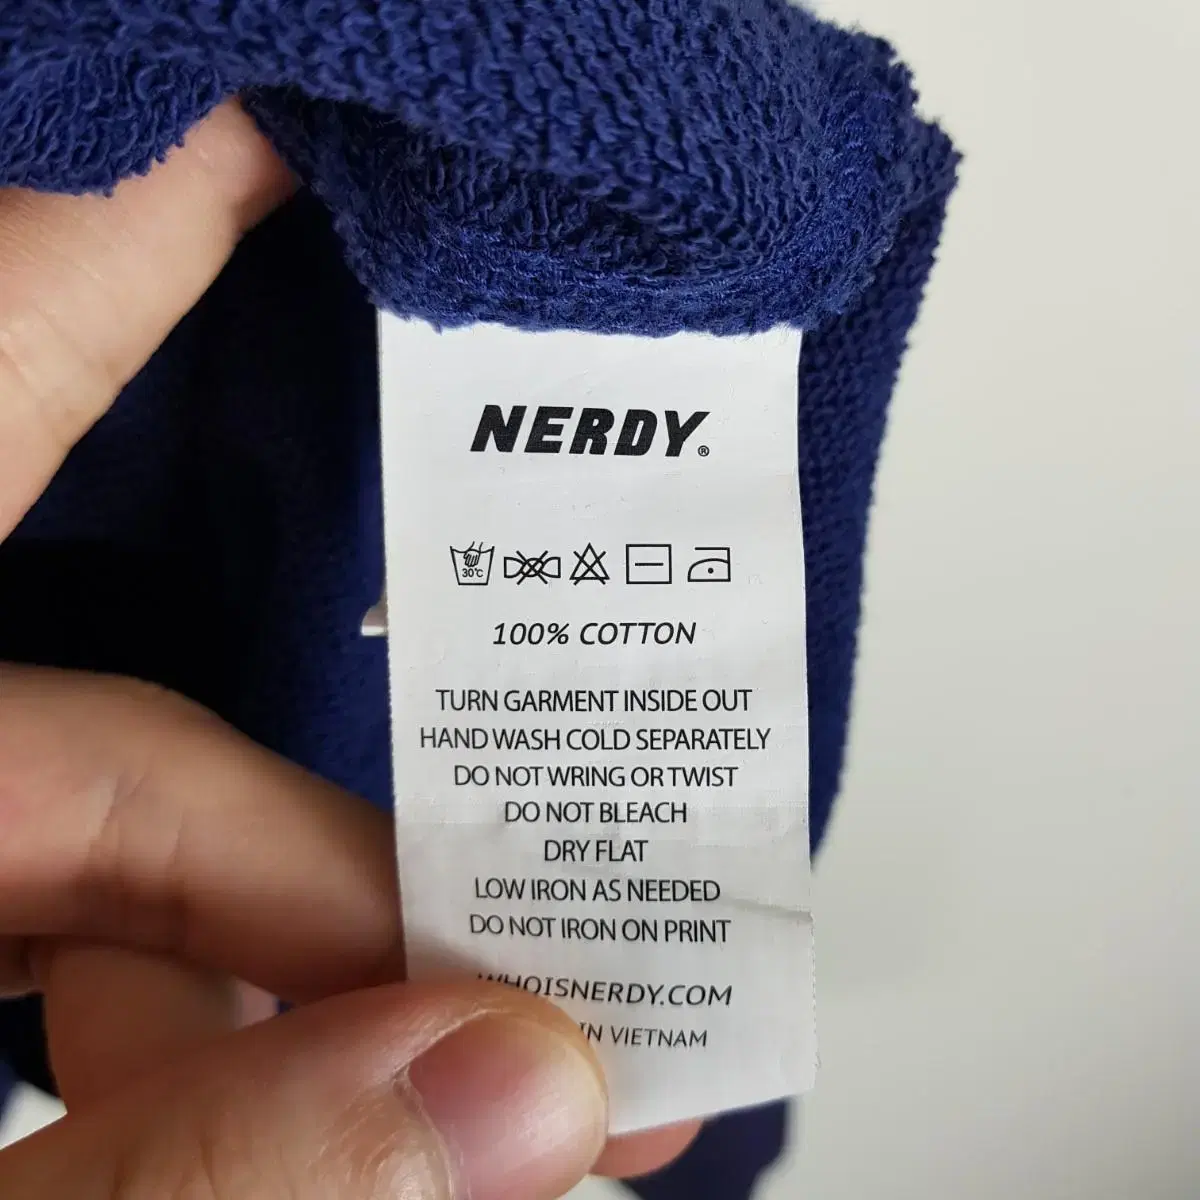 NERDY®
30℃
100% COTTON
TURN GARMENT INSIDE OUT
HAND WASH COLD SEPARATELY
DO NOT WRING OR TWIST
DO NOT BLEACH
DRY FLAT
LOW IRON AS NEEDED
DO NOT IRON ON PRINT
WHOISNERDY.COM
IN VIETNAM